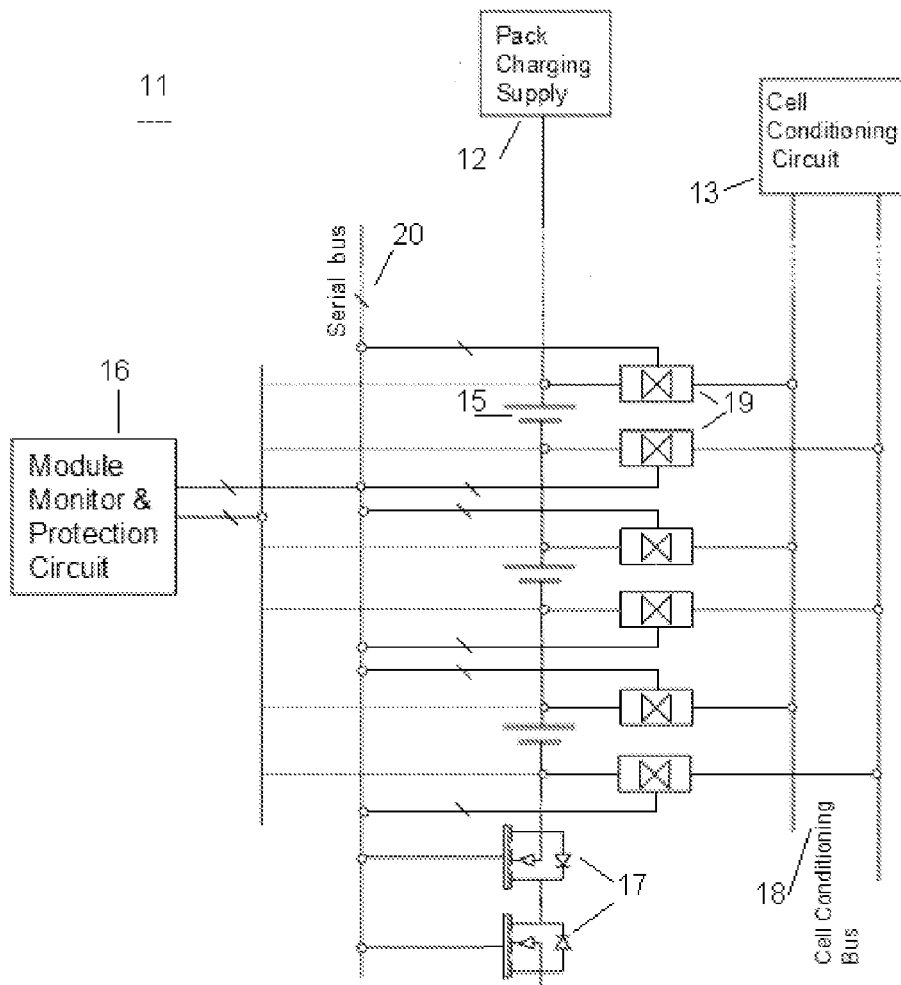 Pack
Charging
Supply
11
12
Cell
Conditioning
Circuit
13
Serial bus
20
16
15
19
Module
Monitor &
Protection
Circuit
17
18
Cell Conditioning
Bus